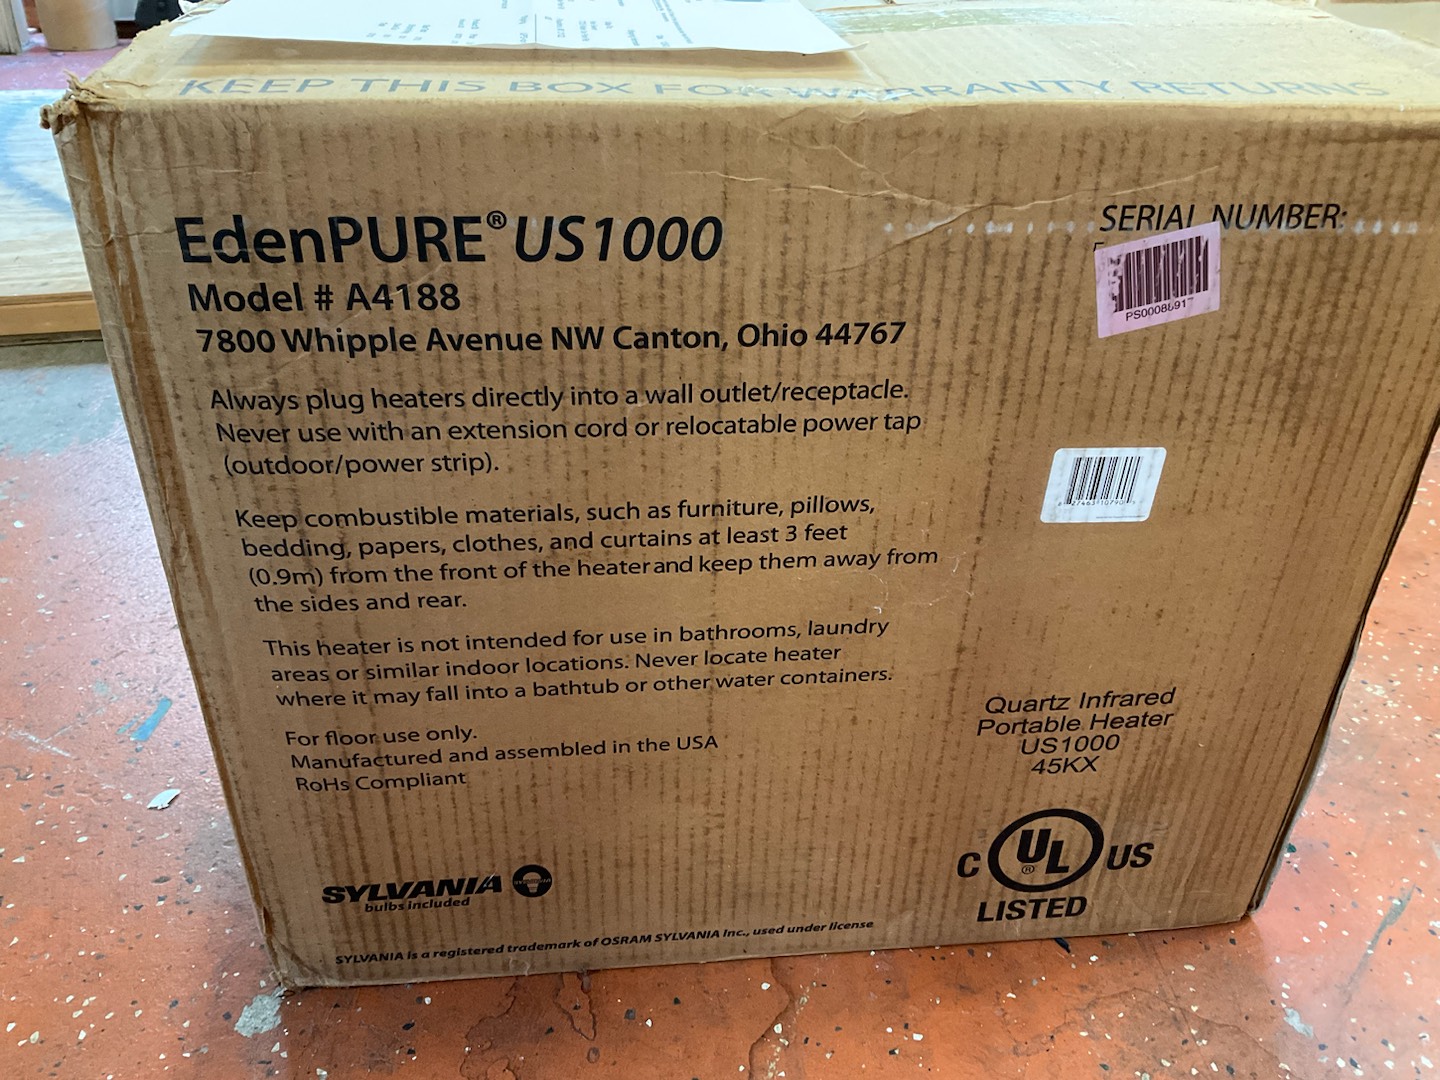 KEEP THIS BOX FOR WARRANTY RETURNS
EdenPURE® US1000
Model # A4188
7800 Whipple Avenue NW Canton, Ohio 44767
Always plug heaters directly into a wall outlet/receptacle.
Never use with an extension cord or relocatable power tap
(outdoor/power strip).
Keep combustible materials, such as furniture, pillows,
bedding, papers, clothes, and curtains at least 3 feet
(0.9m) from the front of the heater and keep them away from
the sides and rear.
This heater is not intended for use in bathrooms, laundry
areas or similar indoor locations. Never locate heater
where it may fall into a bathtub or other water containers.
For floor use only.
Manufactured and assembled in the USA
RoHs Compliant
SYLVANIA
bulbs included
SYLVANIA is a registered trademark of OSRAM SYLVANIA Inc., used under license
SERIAL NUMBER:
Quartz Infrared
Portable Heater
US1000
45KX
C UL® US
LISTED